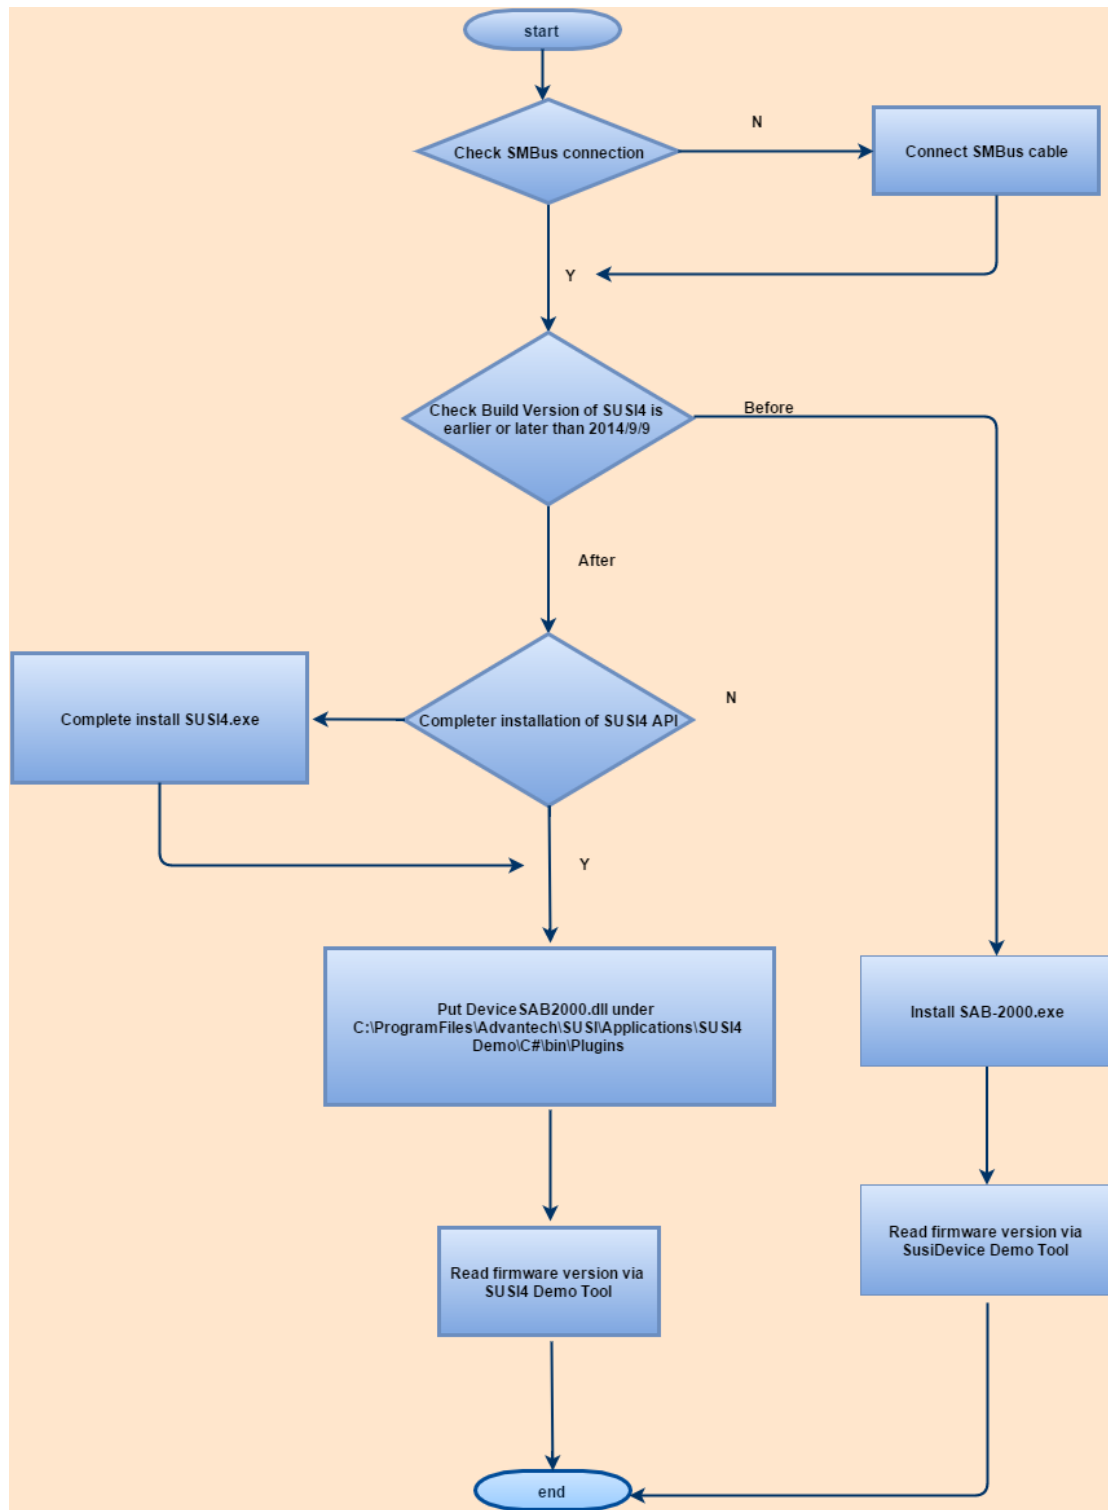 start
Check SMBus connection
N
Connect SMBus cable
Y
Check Build Version of SUSI4 is
earlier or later than 2014/9/9
Before
After
Completer installation of SUSI4 API
N
Complete install SUSI4.exe
Y
Put DeviceSAB2000.dll under
C:\ProgramFiles\Advantech\SUSI\Applications\SUSI4
Demo\C#\bin\Plugins
Install SAB-2000.exe
Read firmware version via
SUSI4 Demo Tool
Read firmware version via
SusiDevice Demo Tool
end